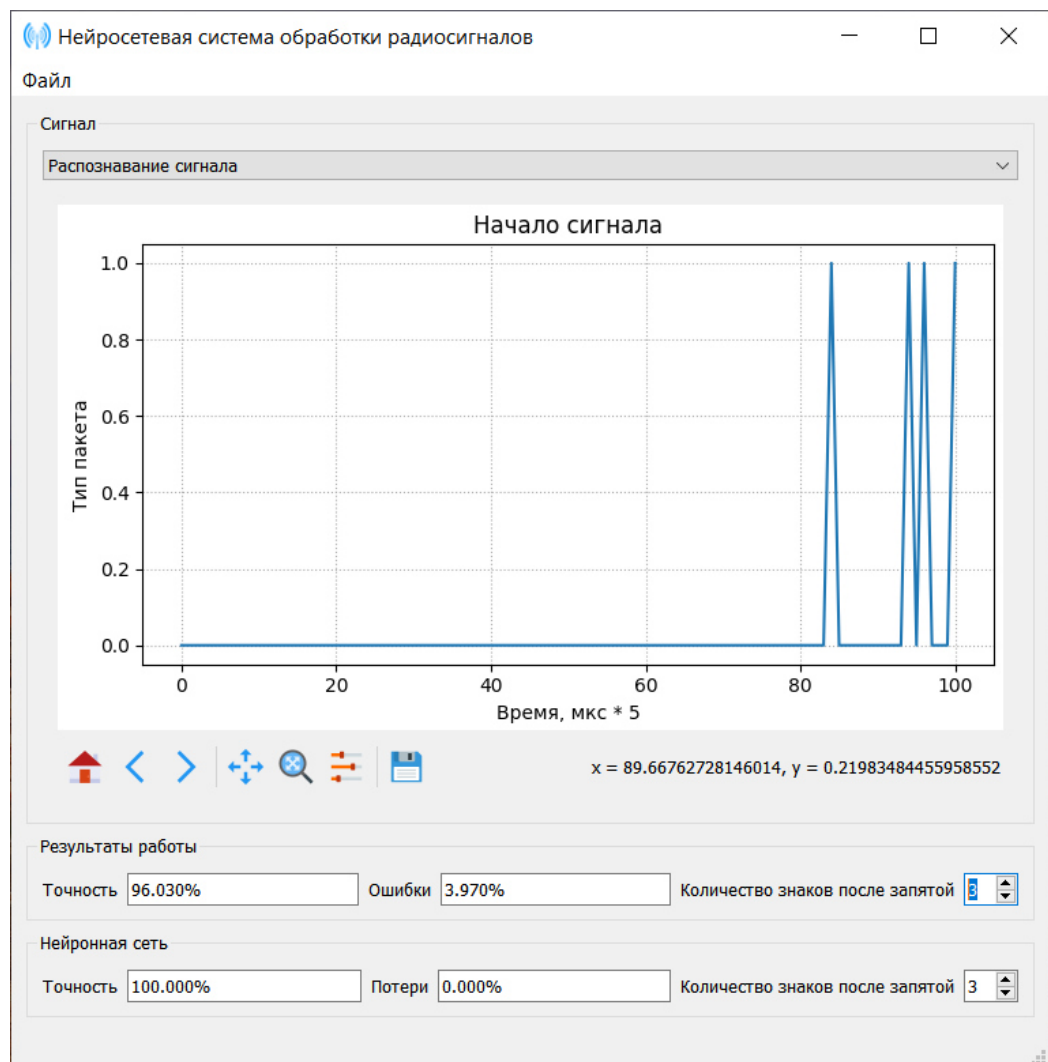 Нейросетевая система обработки радиосигналов
Файл
Сигнал
Распознавание сигнала
Начало сигнала
1.0
0.8
0.6
0.4
0.2
0.0
Тип пакета
0 20 40 60 80 100
Время, мкс * 5
x = 89.66762728146014, y = 0.21983484455958552
Результаты работы
Точность 96.030% Ошибки 3.970% Количество знаков после запятой 3
Нейронная сеть
Точность 100.000% Потери 0.000% Количество знаков после запятой 3